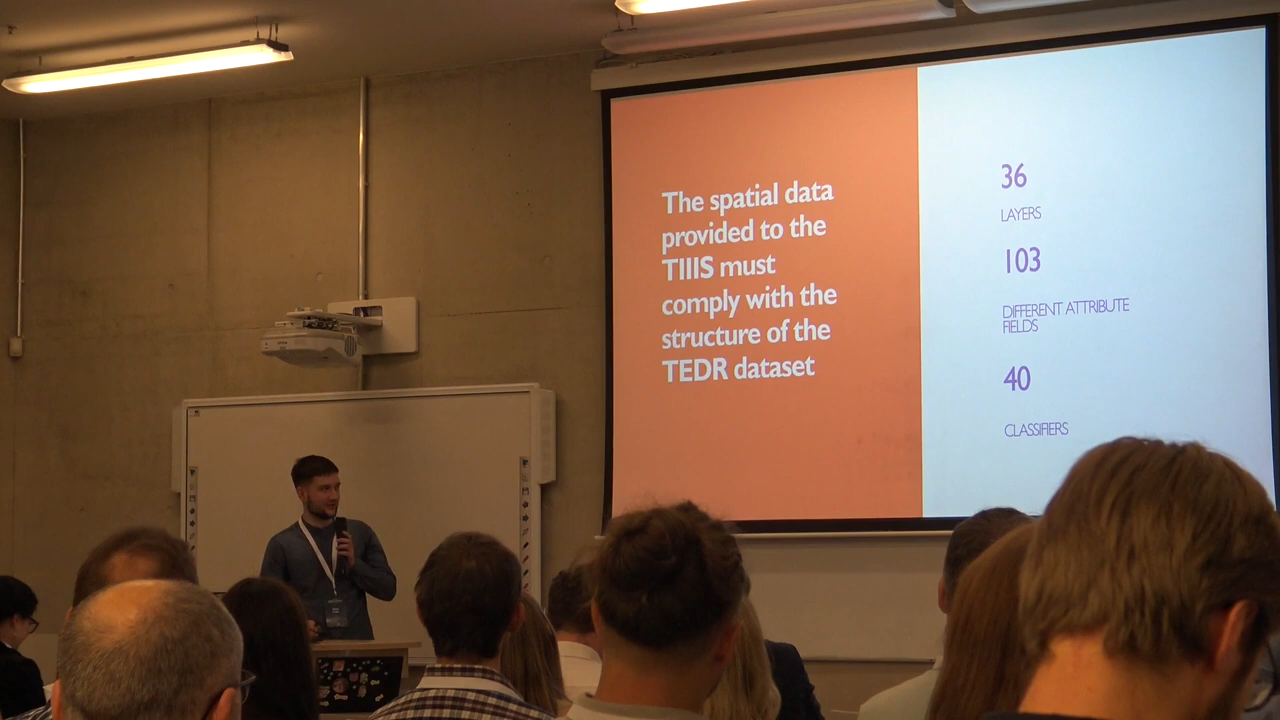 The spatial data
provided to the
TIIIS must
comply with the
structure of the
TEDR dataset
36
LAYERS
103
DIFFERENT ATTRIBUTE
FIELDS
40
CLASSIFIERS